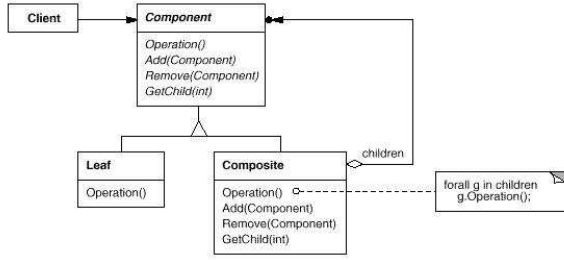 Client
Component
Operation()
Add(Component)
Remove(Component)
GetChild(int)
children
Leaf
Operation()
Composite
Operation()
Add(Component)
Remove(Component)
GetChild(int)
forall g in children
g.Operation();